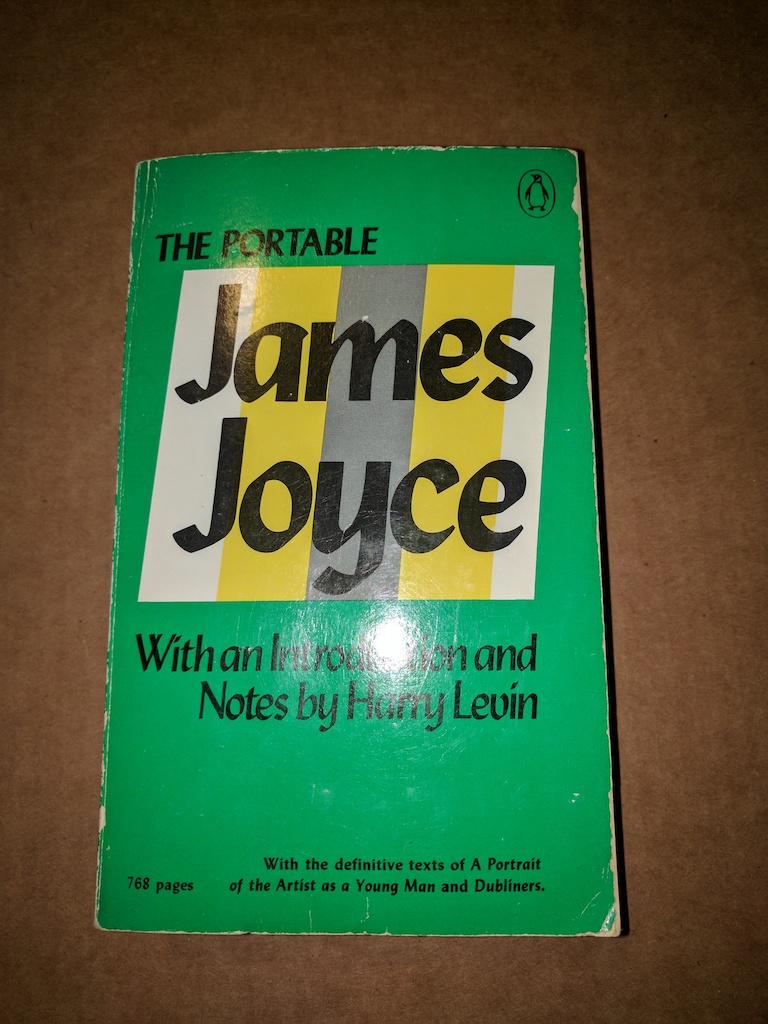 THE PORTABLE
James
Joyce
With an Introduction and
Notes by Harry Levin
With the definitive texts of A Portrait
768 pages of the Artist as a Young Man and Dubliners.